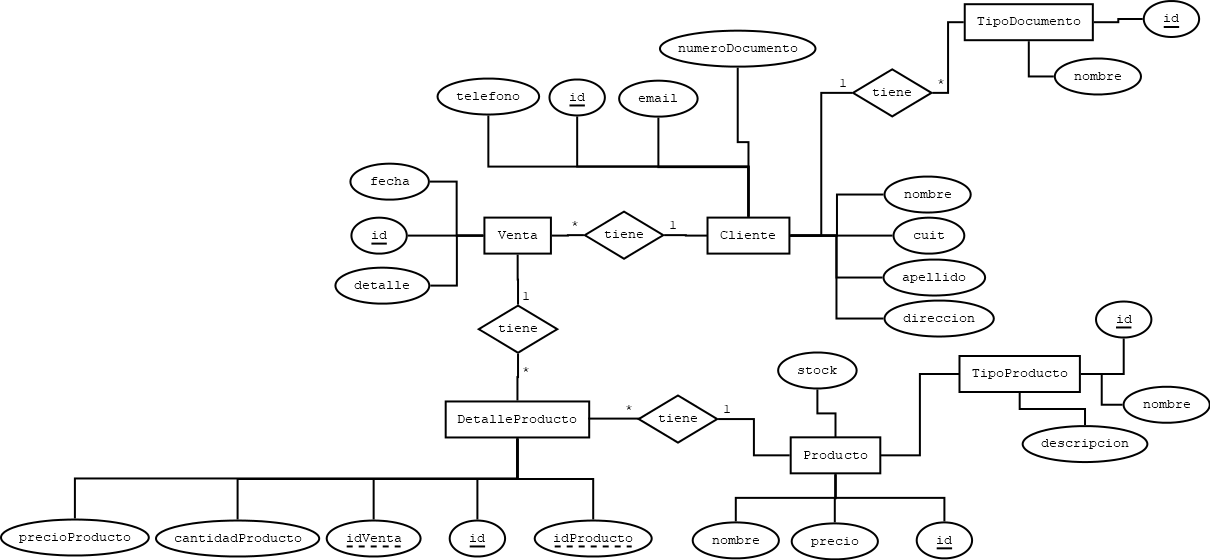 TipoDocumento
id
numeroDocumento
nombre
1
*
tiene
telefono
id
email
fecha
nombre
id
Venta
*
tiene
1
Cliente
cuit
detalle
apellido
1
direccion
tiene
id
*
stock
TipoProducto
nombre
DetalleProducto
*
tiene
1
descripcion
Producto
precioProducto
cantidadProducto
idVenta
id
idProducto
nombre
precio
id